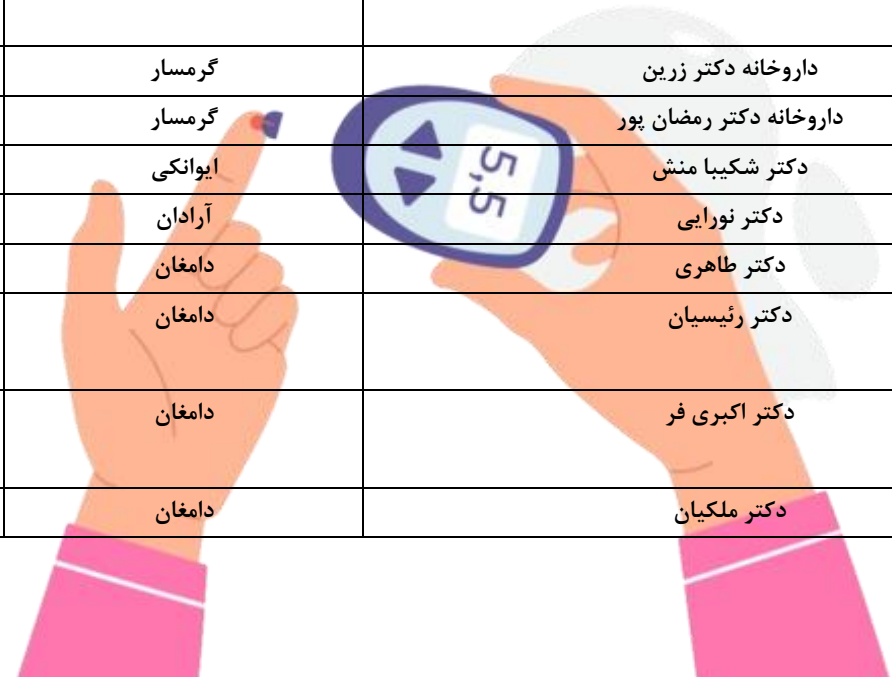 داروخانه دکتر زرین گرمسار
داروخانه دکتر رمضان پور گرمسار
دکتر شکیبا منش ایوانکی
دکتر نورایی آرادان
دکتر طاهری دامغان
دکتر رئیسیان دامغان
دکتر اکبری فر دامغان
دکتر ملکیان دامغان
5,5